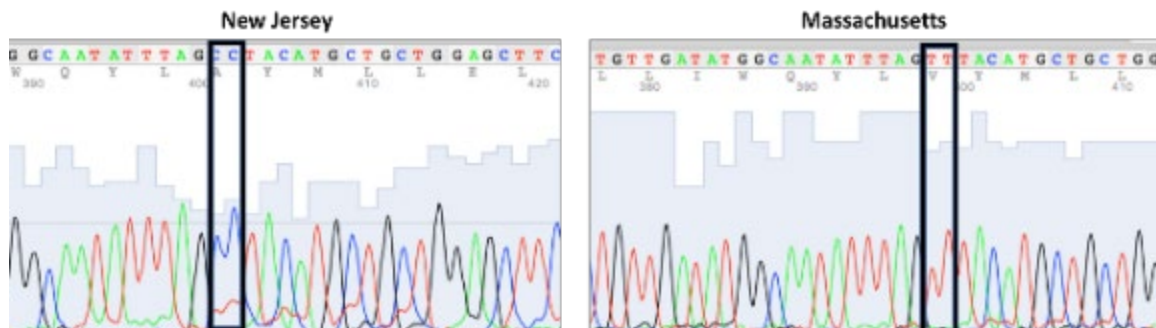 New Jersey
G G C A A T A T T T A G C C T A C A T G C T G C T G G A G C T T C
W Q Y L A Y M L L E L
390 400 410 420
Massachusetts
T G T T G A T A T G G C A A T A T T T A G T T T A C A T G C T G C T G G
L L I W Q Y L V Y M L L
380 390 400 410